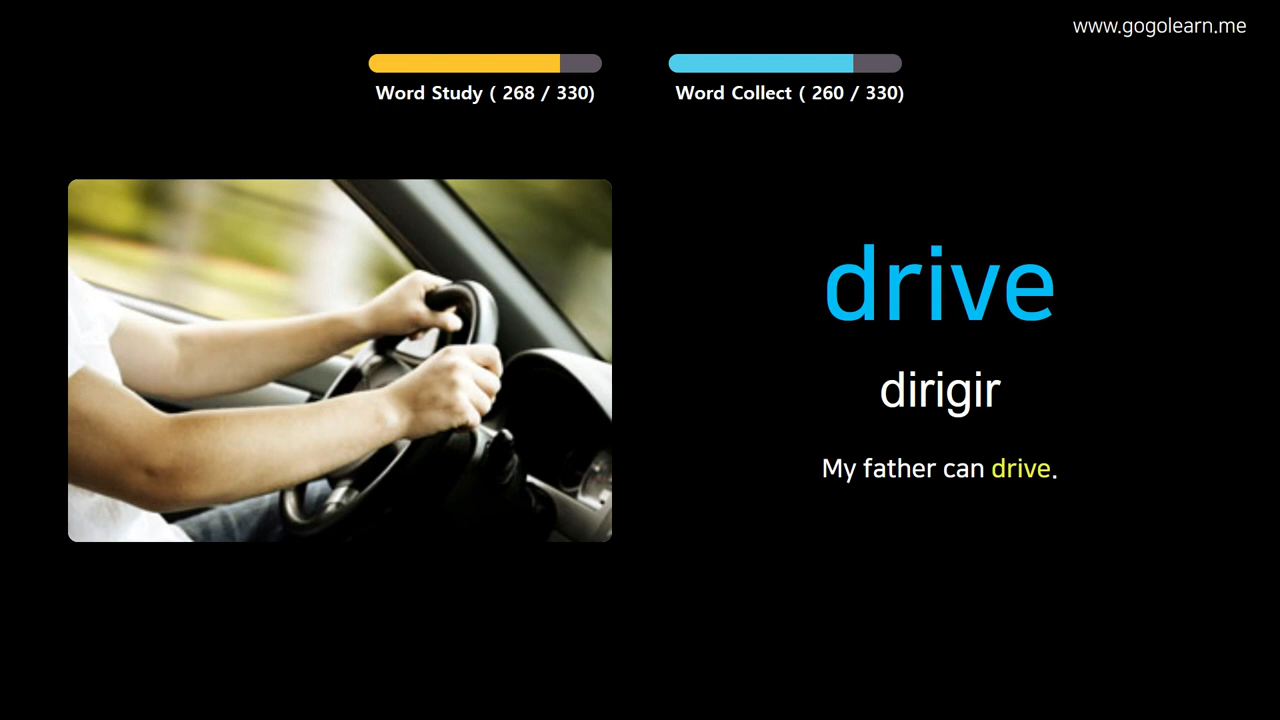 www.gogolearn.me
Word Study ( 268 / 330)
Word Collect ( 260 / 330)
drive
dirigir
My father can drive.